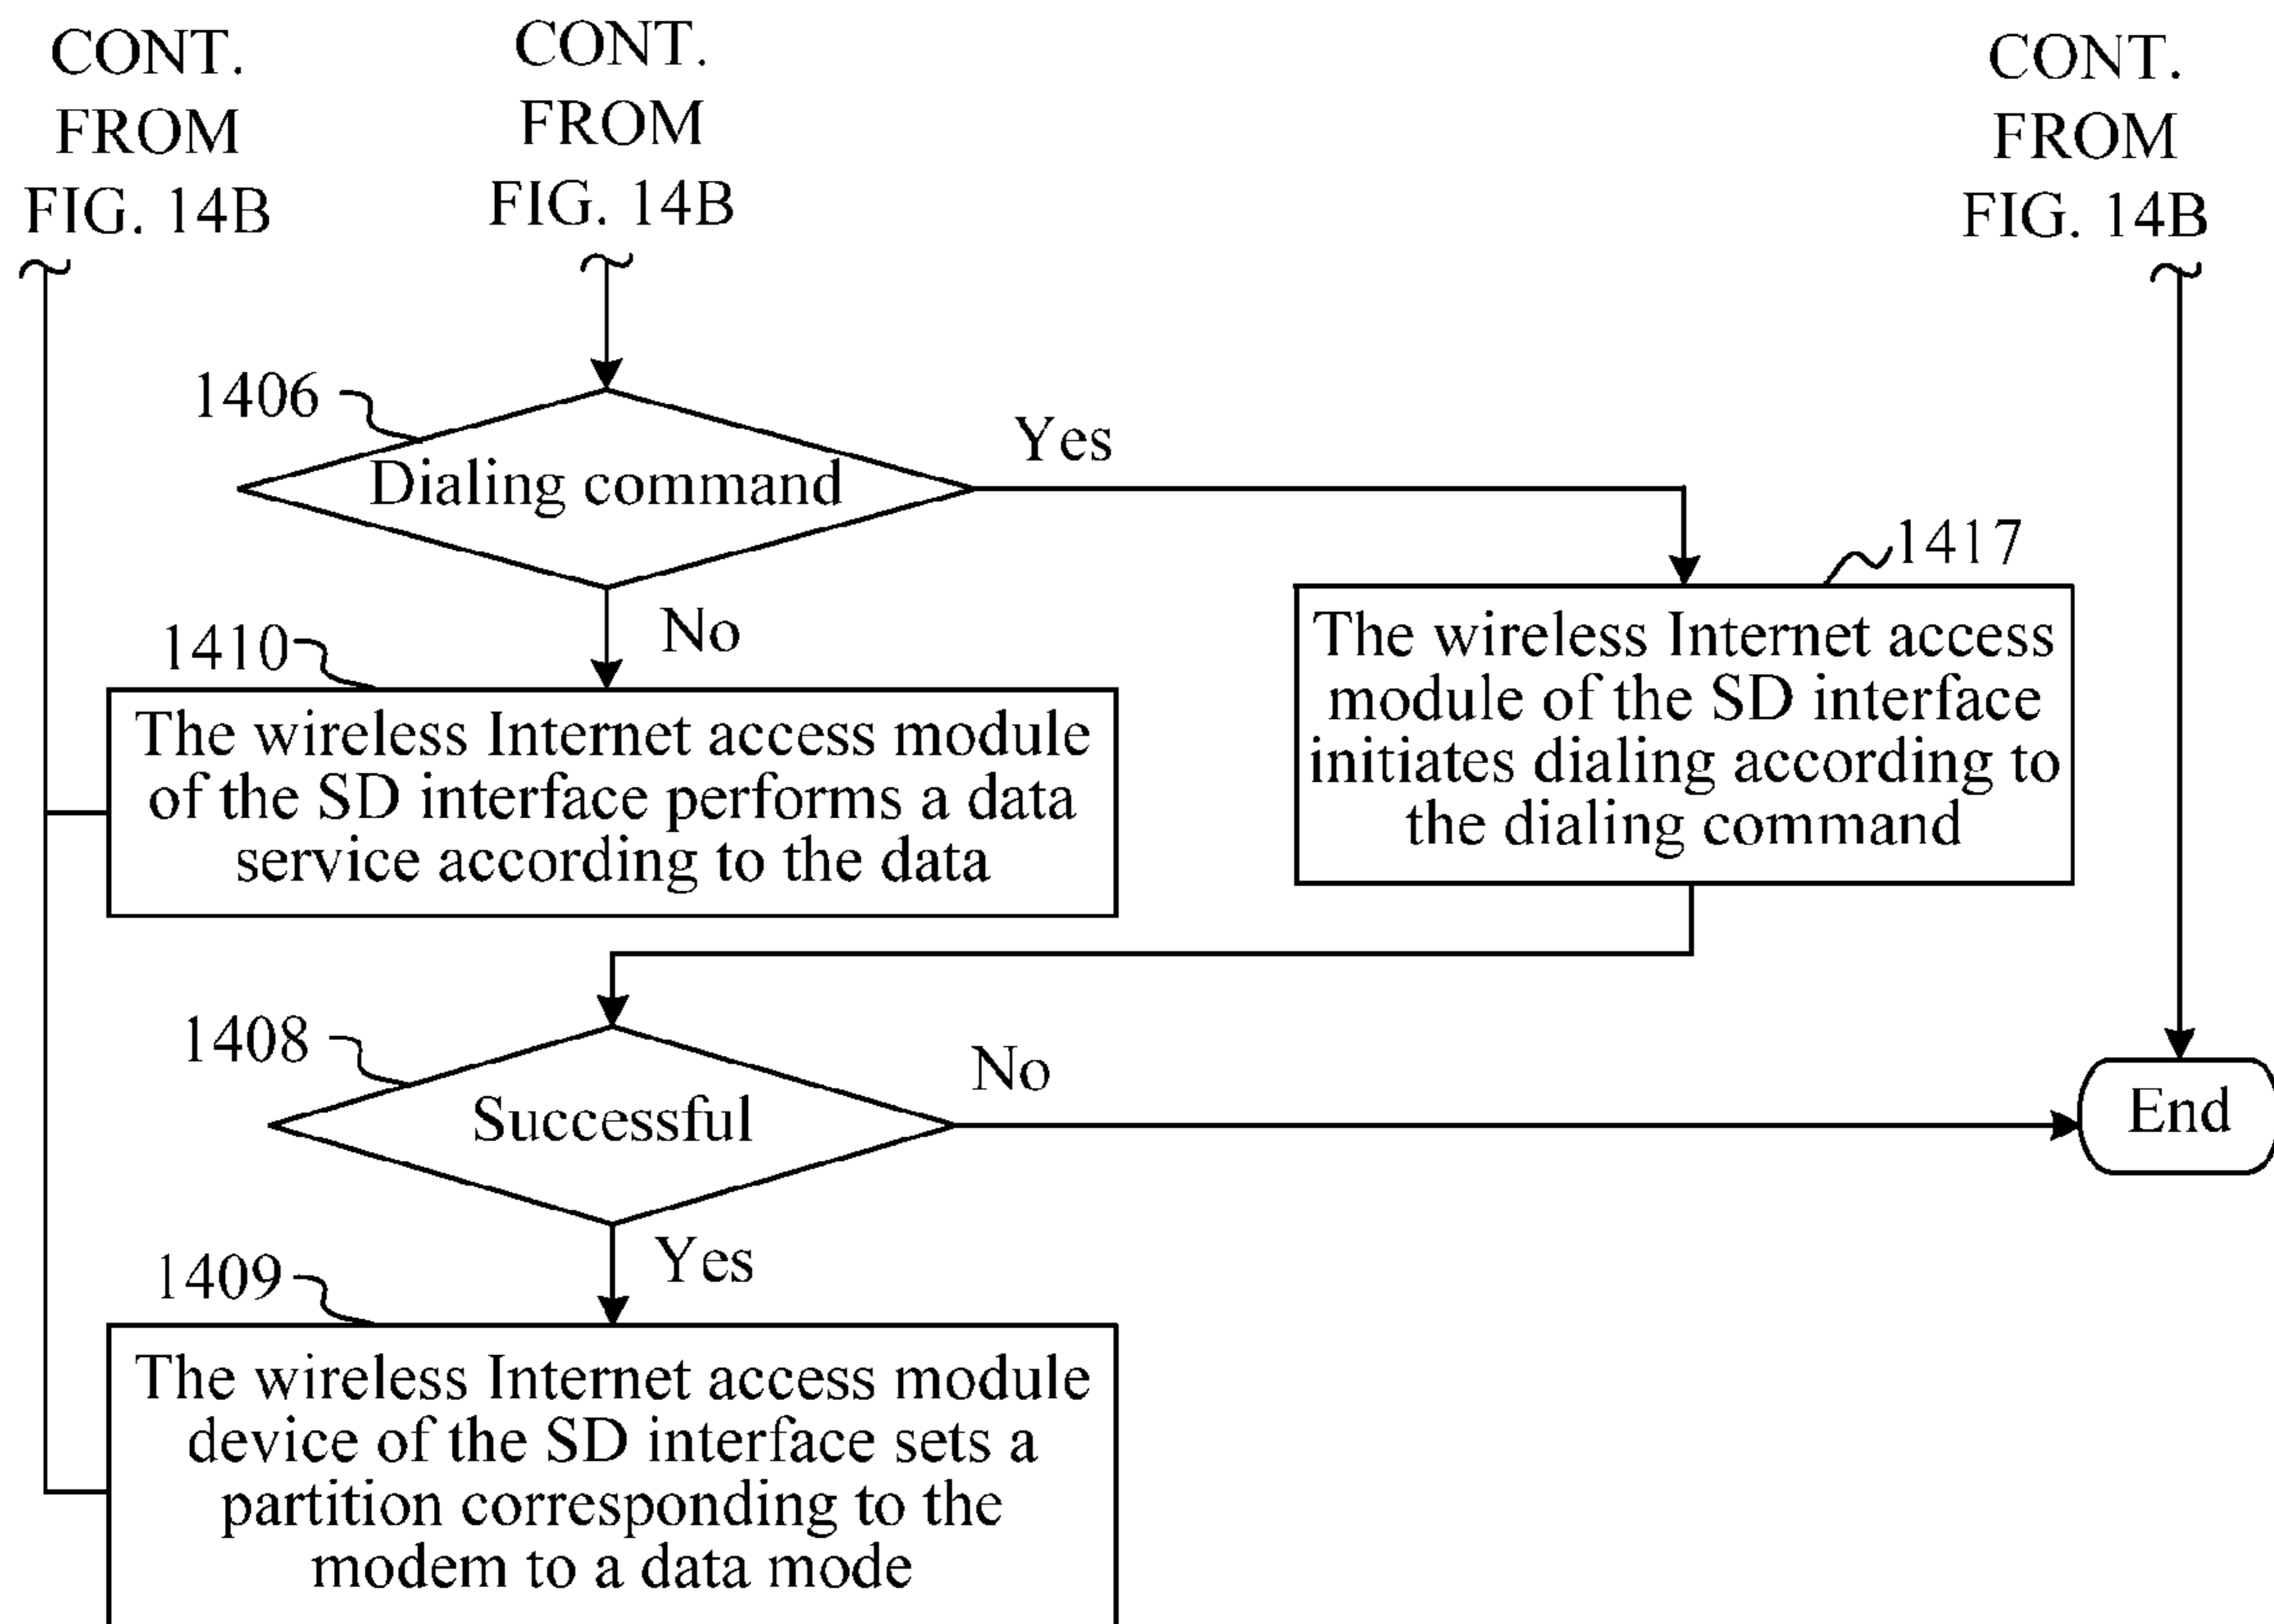 CONT.
FROM
FIG. 14B
CONT.
FROM
FIG. 14B
CONT.
FROM
FIG. 14B
1406
Dialing command
Yes
No
1417
The wireless Internet access
module of the SD interface
initiates dialing according to
the dialing command
1410
The wireless Internet access module
of the SD interface performs a data
service according to the data
1408
Successful
No
End
Yes
1409
The wireless Internet access module
device of the SD interface sets a
partition corresponding to the
modem to a data mode